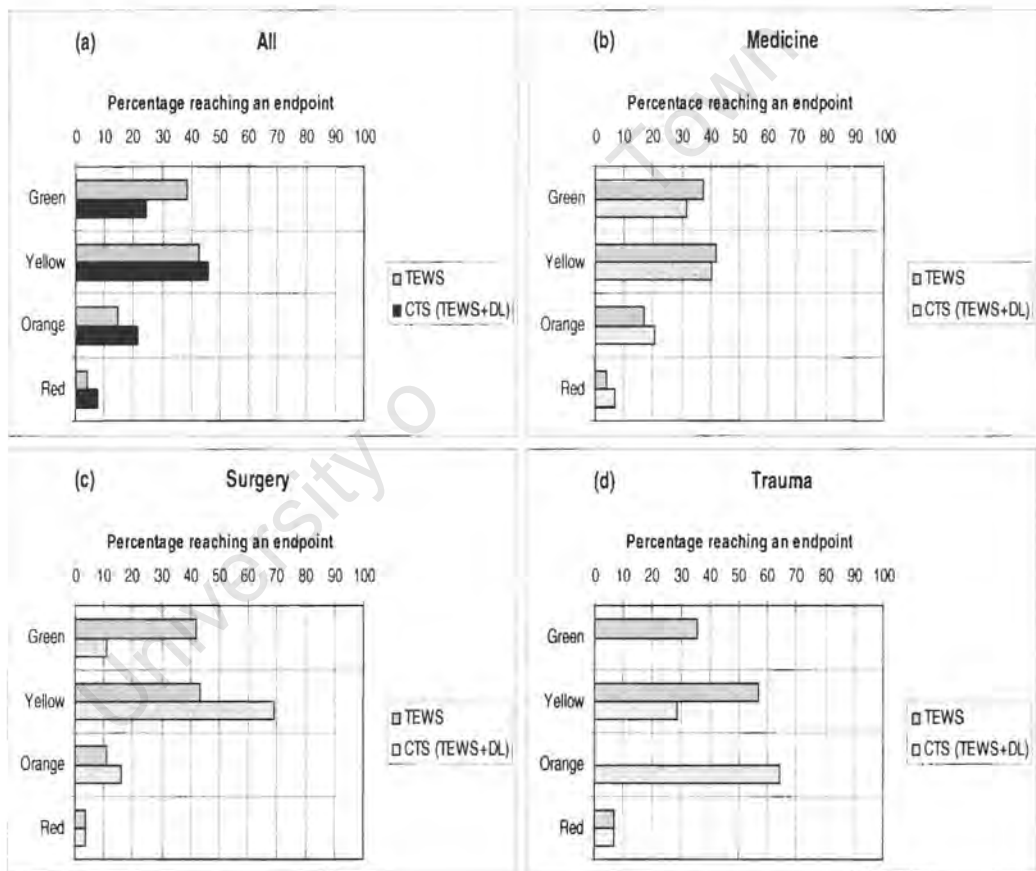 (a) All
Percentage reaching an endpoint
0 10 20 30 40 50 60 70 80 90 100
Green
Yellow
Orange
Red
TEWS
CTS (TEWS+DL)
(b) Medicine
Percentace reaching an endpoint
0 10 20 30 40 50 60 70 80 90 100
Green
Yellow
Orange
Red
TEWS
CTS (TEWS+DL)
(c) Surgery
Percentage reaching an endpoint
0 10 20 30 40 50 60 70 80 90 100
Green
Yellow
Orange
Red
TEWS
CTS (TEWS+DL)
(d) Trauma
Percentage reaching an endpoint
0 10 20 30 40 50 60 70 80 90 100
Green
Yellow
Orange
Red
TEWS
CTS (TEWS+DL)
University o
Town